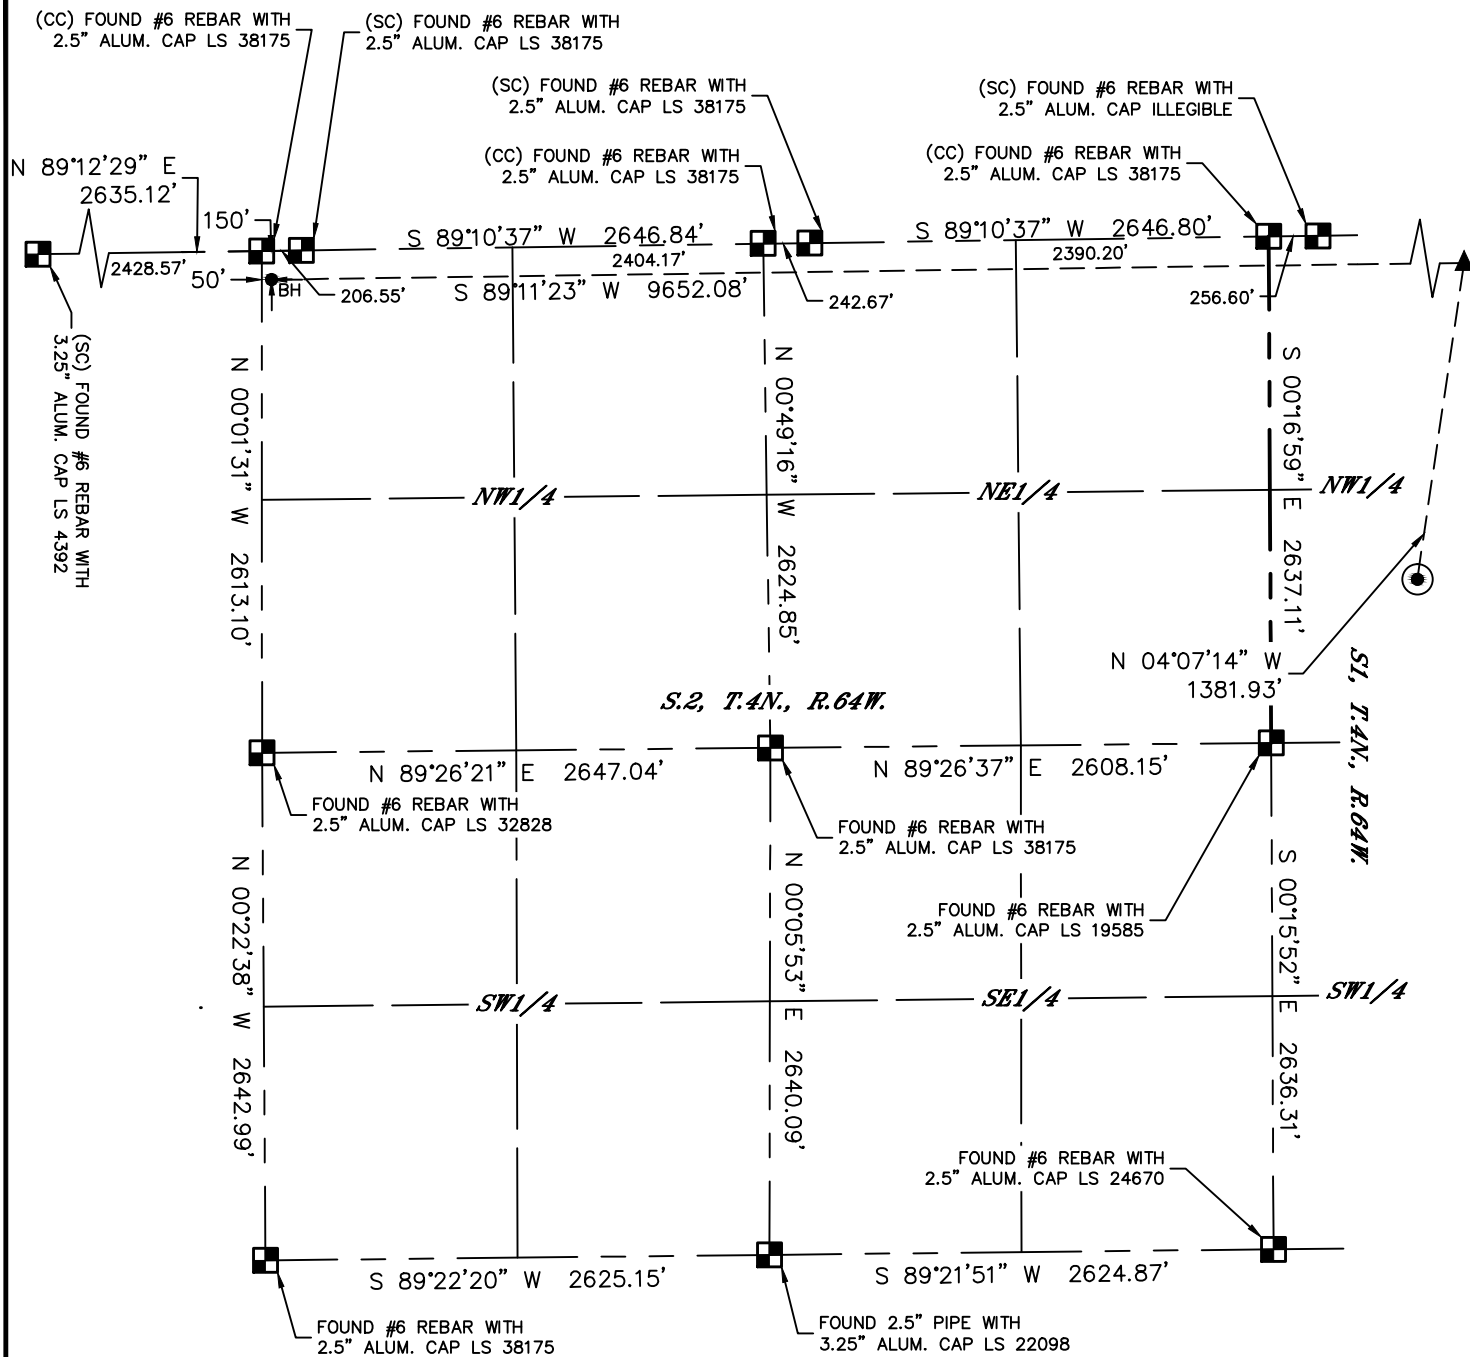 (CC) FOUND #6 REBAR WITH
2.5" ALUM. CAP LS 38175
(SC) FOUND #6 REBAR WITH
2.5" ALUM. CAP LS 38175
(SC) FOUND #6 REBAR WITH
2.5" ALUM. CAP LS 38175
(SC) FOUND #6 REBAR WITH
2.5" ALUM. CAP ILLEGIBLE
(CC) FOUND #6 REBAR WITH
2.5" ALUM. CAP LS 38175
(CC) FOUND #6 REBAR WITH
2.5" ALUM. CAP LS 38175
N 89°12'29" E
2635.12'
150'
S 89°10'37" W 2646.84'
S 89°10'37" W 2646.80'
2428.57'
2404.17'
2390.20'
50'
BH
206.55'
S 89°11'23" W 9652.08'
242.67'
256.60'
(SC) FOUND #6 REBAR WITH
3.25" ALUM. CAP LS 4392
N 00°01'31" W 2613.10'
N 00°49'16" W 2624.85'
S 00°16'59" E 2637.11'
NW1/4
NE1/4
NW1/4
N 04°07'14" W
1381.93'
S.2, T.4N., R.64W.
S1, T.4N., R.64W.
N 89°26'21" E 2647.04'
N 89°26'37" E 2608.15'
FOUND #6 REBAR WITH
2.5" ALUM. CAP LS 32828
FOUND #6 REBAR WITH
2.5" ALUM. CAP LS 38175
FOUND #6 REBAR WITH
2.5" ALUM. CAP LS 19585
N 00°22'38" W 2642.99'
N 00°05'53" E 2640.09'
S 00°15'52" E 2636.31'
SW1/4
SE1/4
SW1/4
FOUND #6 REBAR WITH
2.5" ALUM. CAP LS 24670
S 89°22'20" W 2625.15'
S 89°21'51" W 2624.87'
FOUND #6 REBAR WITH
2.5" ALUM. CAP LS 38175
FOUND 2.5" PIPE WITH
3.25" ALUM. CAP LS 22098